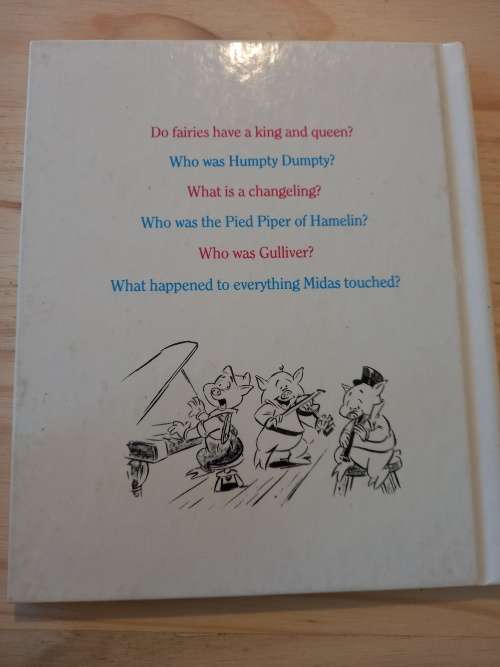 Do fairies have a king and queen?
Who was Humpty Dumpty?
What is a changeling?
Who was the Pied Piper of Hamelin?
Who was Gulliver?
What happened to everything Midas touched?